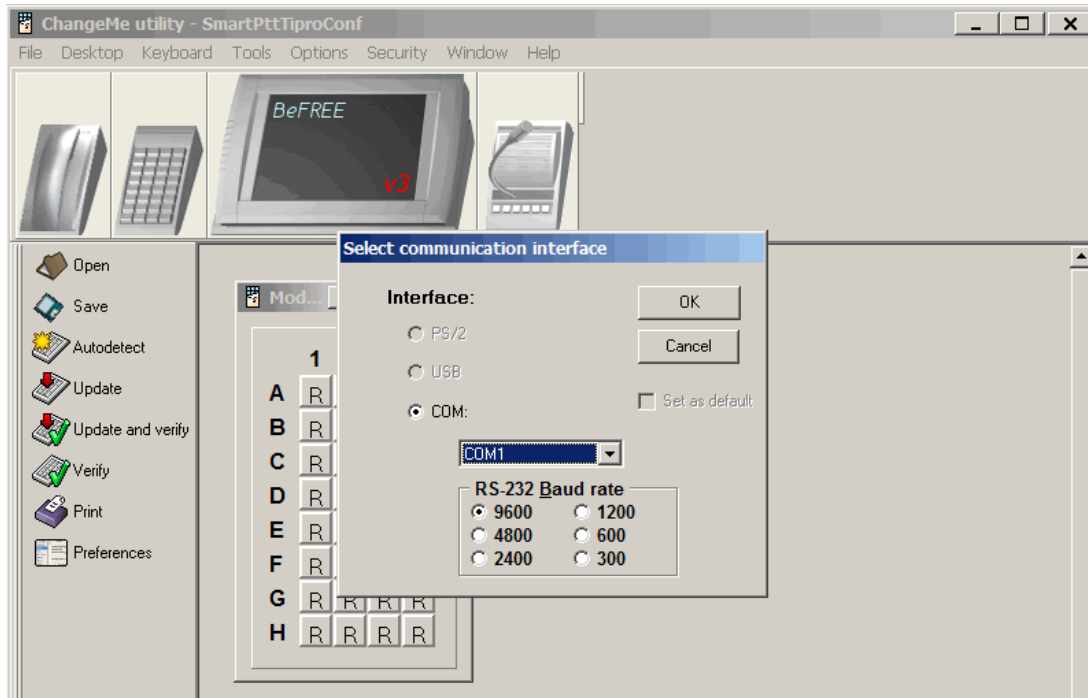 ChangeMe utility - SmartPttTiproConf
File Desktop Keyboard Tools Options Security Window Help
BeFREE
v3
Select communication interface
Open
Save
Autodetect
Update
Update and verify
Verify
Print
Preferences
Mod...
1
A R
B R
C R
D R
E R
F R
G R R R R
H R R R R
Interface:
PS/2
USB
COM:
COM1
RS-232 Baud rate
9600 1200
4800 600
2400 300
OK
Cancel
Set as default